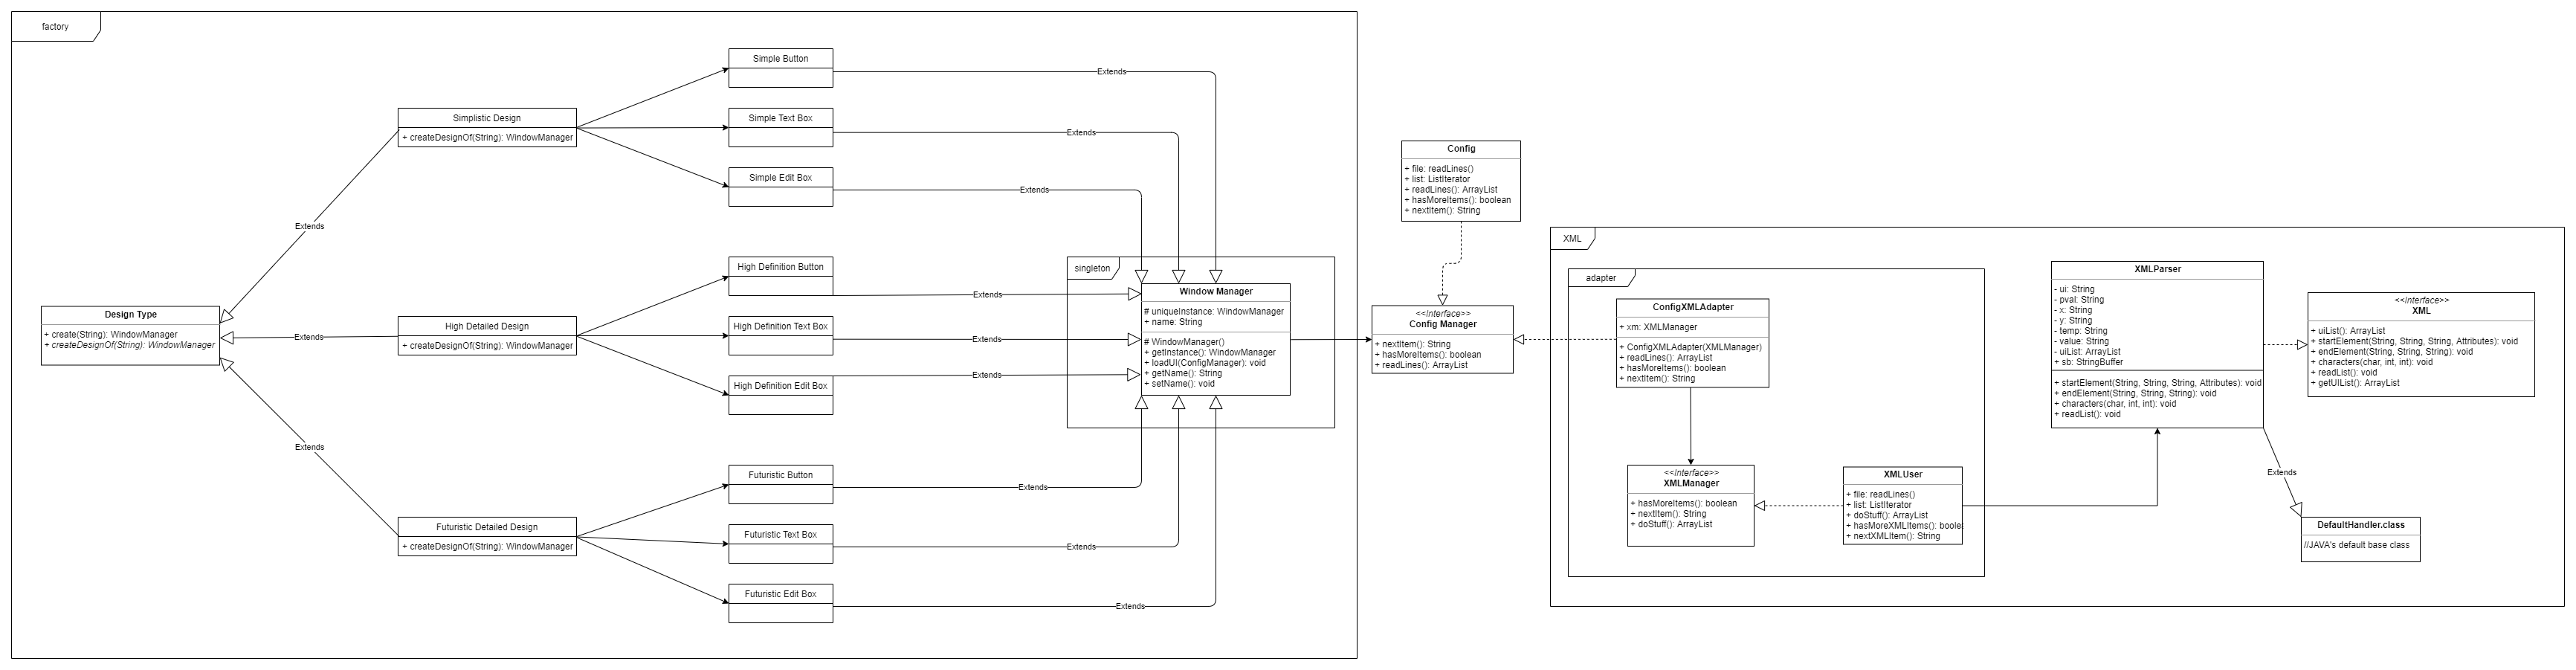 factory
Design Type
+ create(String): WindowManager
+ createDesignOf(String): WindowManager
Extends
Extends
Extends
Simplistic Design
+ createDesignOf(String): WindowManager
High Detailed Design
+ createDesignOf(String): WindowManager
Futuristic Detailed Design
+ createDesignOf(String): WindowManager
Simple Button
Simple Text Box
Simple Edit Box
High Definition Button
High Definition Text Box
High Definition Edit Box
Futuristic Button
Futuristic Text Box
Futuristic Edit Box
Extends
Extends
Extends
Extends
Extends
Extends
Extends
Extends
Extends
singleton
Window Manager
# uniqueInstance: WindowManager
+ name: String
# WindowManager()
+ getInstance(): WindowManager
+ loadUI(ConfigManager): void
+ getName(): String
+ setName(): void
Config
+ file: readLines()
+ list: ListIterator
+ readLines(): ArrayList
+ hasMoreItems(): boolean
+ nextItem(): String
<<Interface>>
Config Manager
+ nextItem(): String
+ hasMoreItems(): boolean
+ readLines(): ArrayList
XML
adapter
ConfigXMLAdapter
+ xm: XMLManager
+ ConfigXMLAdapter(XMLManager)
+ readLines(): ArrayList
+ hasMoreItems(): boolean
+ nextItem(): String
<<Interface>>
XMLManager
+ hasMoreItems(): boolean
+ nextItem(): String
+ doStuff(): ArrayList
XMLUser
+ file: readLines()
+ list: ListIterator
+ doStuff(): ArrayList
+ hasMoreXMLItems(): boole
+ nextXMLItem(): String
XMLParser
- ui: String
- pval: String
- x: String
- y: String
- temp: String
- value: String
- uiList: ArrayList
+ sb: StringBuffer
+ startElement(String, String, String, Attributes): void
+ endElement(String, String, String): void
+ characters(char, int, int): void
+ readList(): void
<<Interface>>
XML
+ uiList(): ArrayList
+ startElement(String, String, String, Attributes): void
+ endElement(String, String, String): void
+ characters(char, int, int): void
+ readList(): void
+ getUIList(): ArrayList
Extends
DefaultHandler.class
//JAVA's default base class